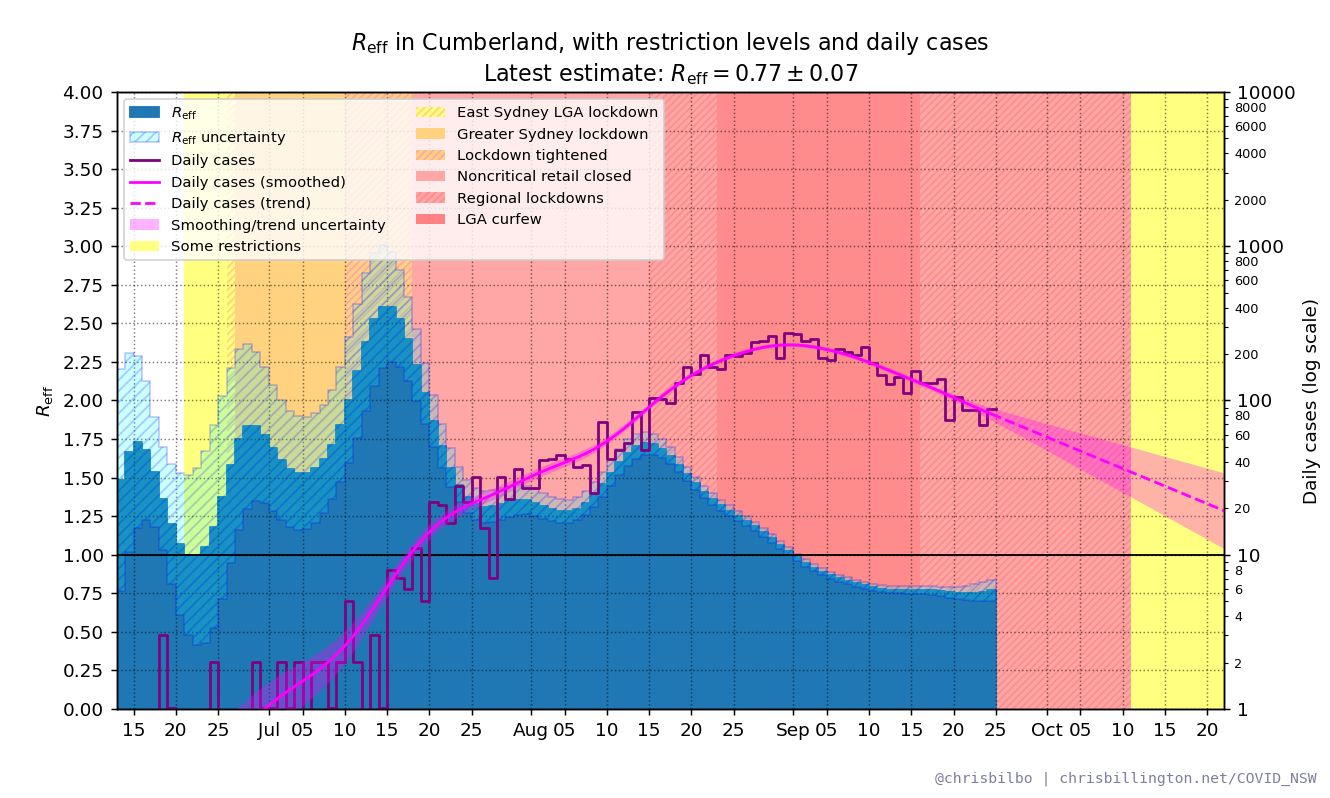 Reff in Cumberland, with restriction levels and daily cases
Latest estimate: Reff = 0.77 ± 0.07
4.00
3.75
3.50
3.25
3.00
2.75
2.50
2.25
2.00
1.75
1.50
1.25
1.00
0.75
0.50
0.25
0.00
Reff
Reff
Reff uncertainty
Daily cases
Daily cases (smoothed)
Daily cases (trend)
Smoothing/trend uncertainty
Some restrictions
East Sydney LGA lockdown
Greater Sydney lockdown
Lockdown tightened
Noncritical retail closed
Regional lockdowns
LGA curfew
10000
8000
6000
4000
2000
1000
800
600
400
200
100
80
60
40
20
10
8
6
4
2
1
Daily cases (log scale)
15 20 25 Jul 05 10 15 20 25 Aug 05 10 15 20 25 Sep 05 10 15 20 25 Oct 05 10 15 20
@chrisbilbo | chrisbillington.net/COVID_NSW